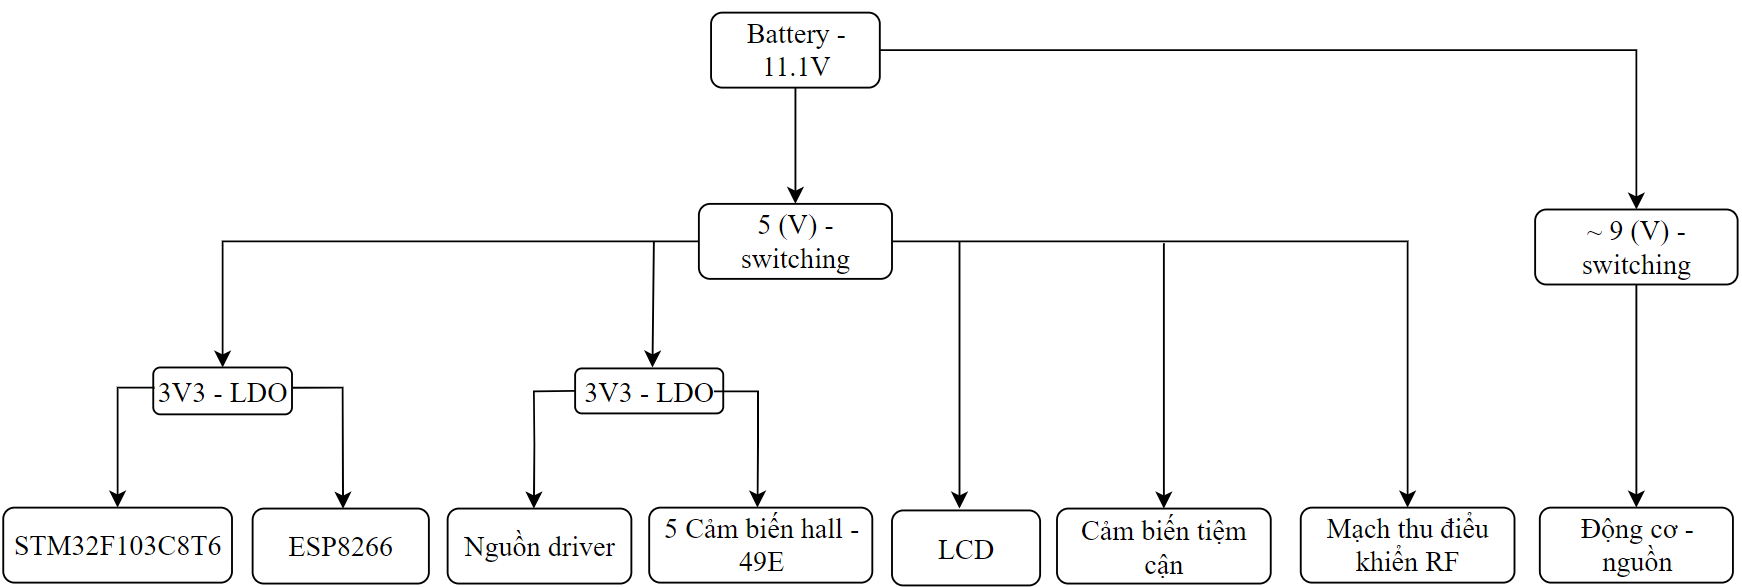 Battery -
11.1V
5 (V) -
switching
~ 9 (V) -
switching
3V3 - LDO
3V3 - LDO
STM32F103C8T6
ESP8266
Nguồn driver
5 Cảm biến hall -
49E
LCD
Cảm biến tiệm
cận
Mạch thu điểu
khiển RF
Động cơ -
nguồn